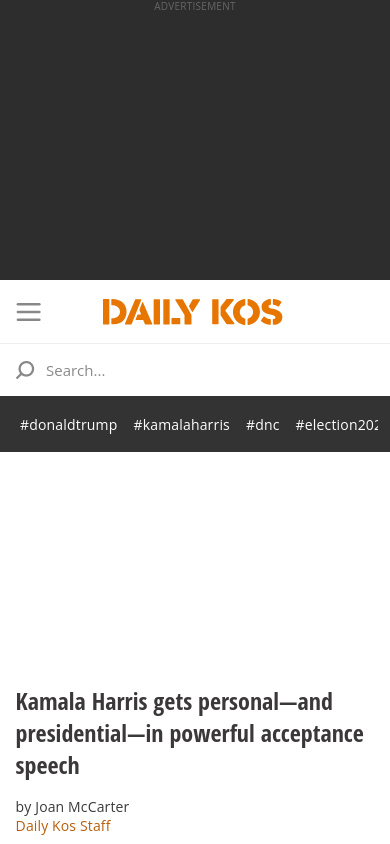 ADVERTISEMENT
DAILY KOS
Search...
#donaldtrump #kamalaharris #dnc #election202
Kamala Harris gets personal—and
presidential—in powerful acceptance
speech
by Joan McCarter
Daily Kos Staff